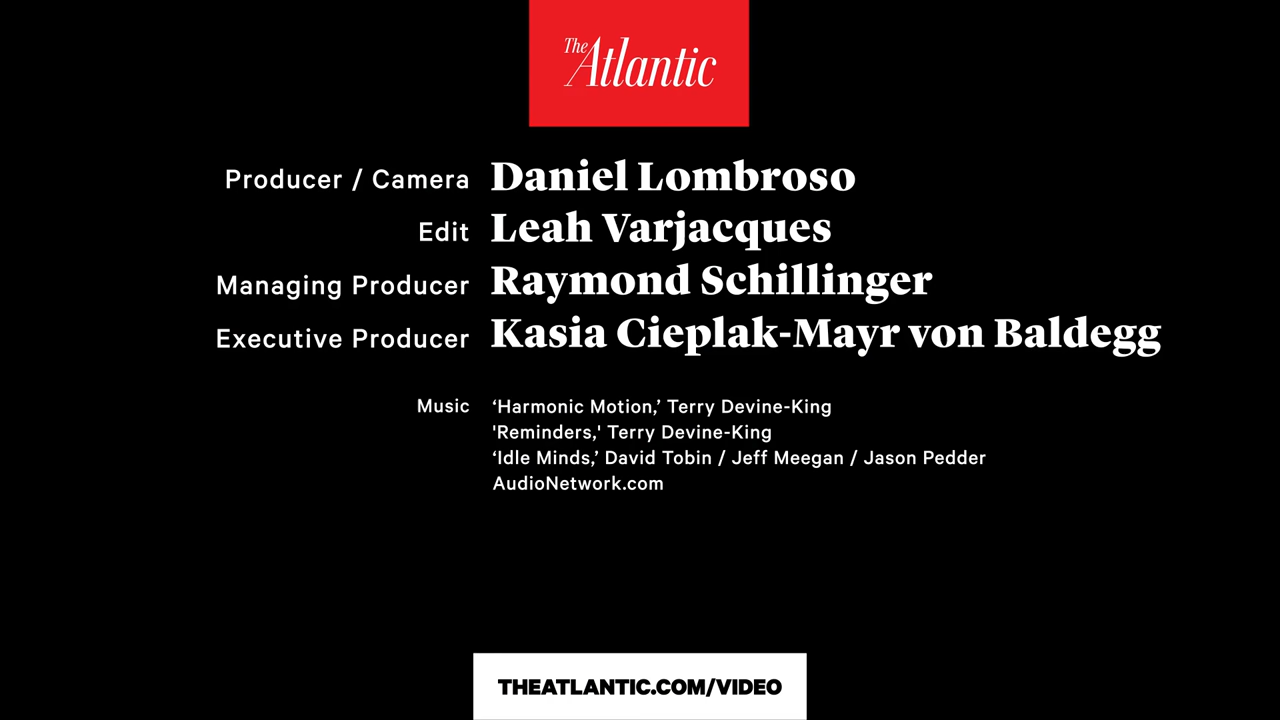 The Atlantic
Producer / Camera Daniel Lombroso
Edit Leah Varjacques
Managing Producer Raymond Schillinger
Executive Producer Kasia Cieplak-Mayr von Baldegg
Music ‘Harmonic Motion,’ Terry Devine-King
'Reminders,' Terry Devine-King
‘Idle Minds,’ David Tobin / Jeff Meegan / Jason Pedder
AudioNetwork.com
THEATLANTIC.COM/VIDEO